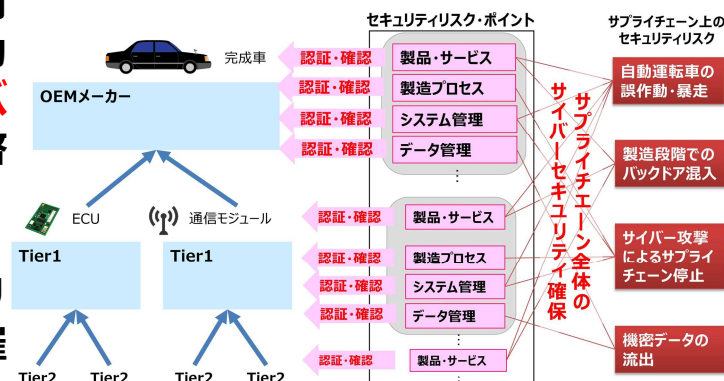 セキュリティリスク・ポイント
サプライチェーン上の
セキュリティリスク
完成車
認証・確認
製品・サービス
認証・確認
製造プロセス
認証・確認
システム管理
認証・確認
データ管理
⋮
OEMメーカー
ECU
通信モジュール
認証・確認
製品・サービス
Tier1
Tier1
認証・確認
製造プロセス
認証・確認
システム管理
認証・確認
データ管理
⋮
認証・確認
製品・サービス
⋮
Tier2
Tier2
Tier2
Tier2
サプライチェーン全体の
サイバーセキュリティ確保
自動運転車の
誤作動・暴走
製造段階での
バックドア混入
サイバー攻撃
によるサプライ
チェーン停止
機密データの
流出